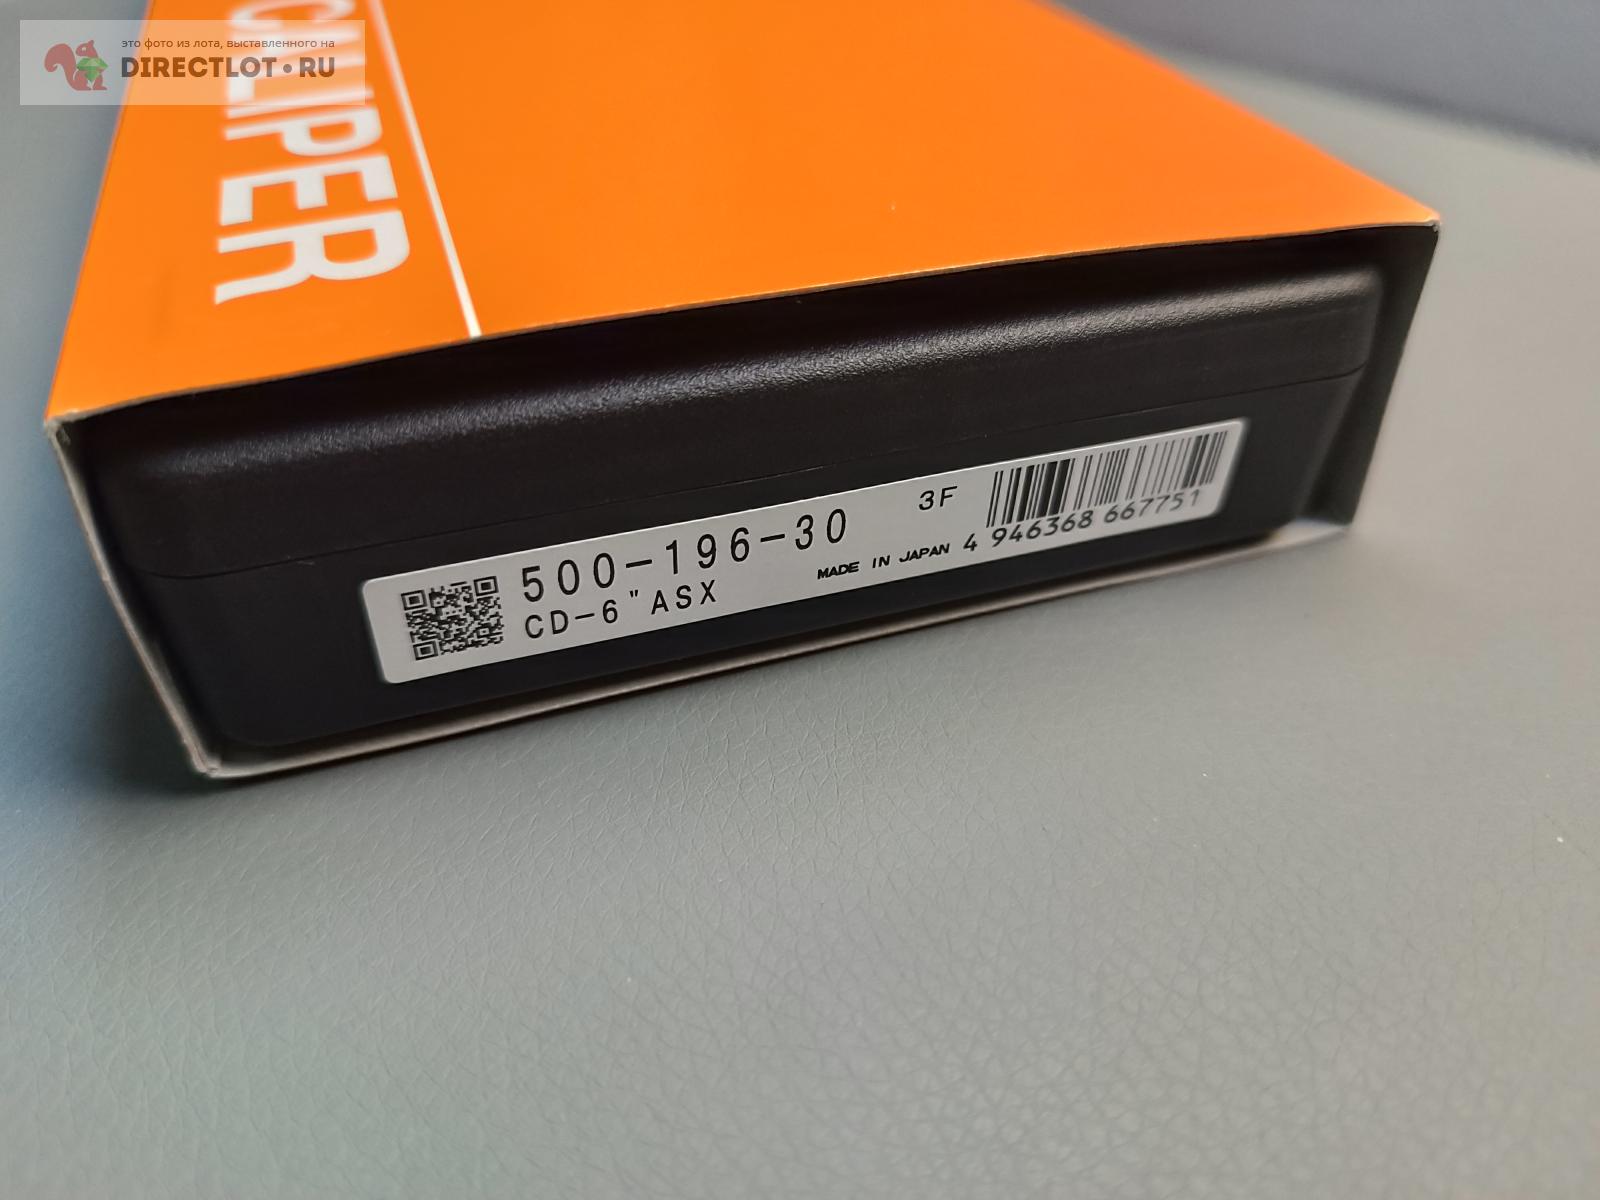 это фото из лота, выставленного на
DIRECTLOT•RU
CALIPER
500-196-30
3F
CD-6"ASX
MADE IN JAPAN
4 946368 667751